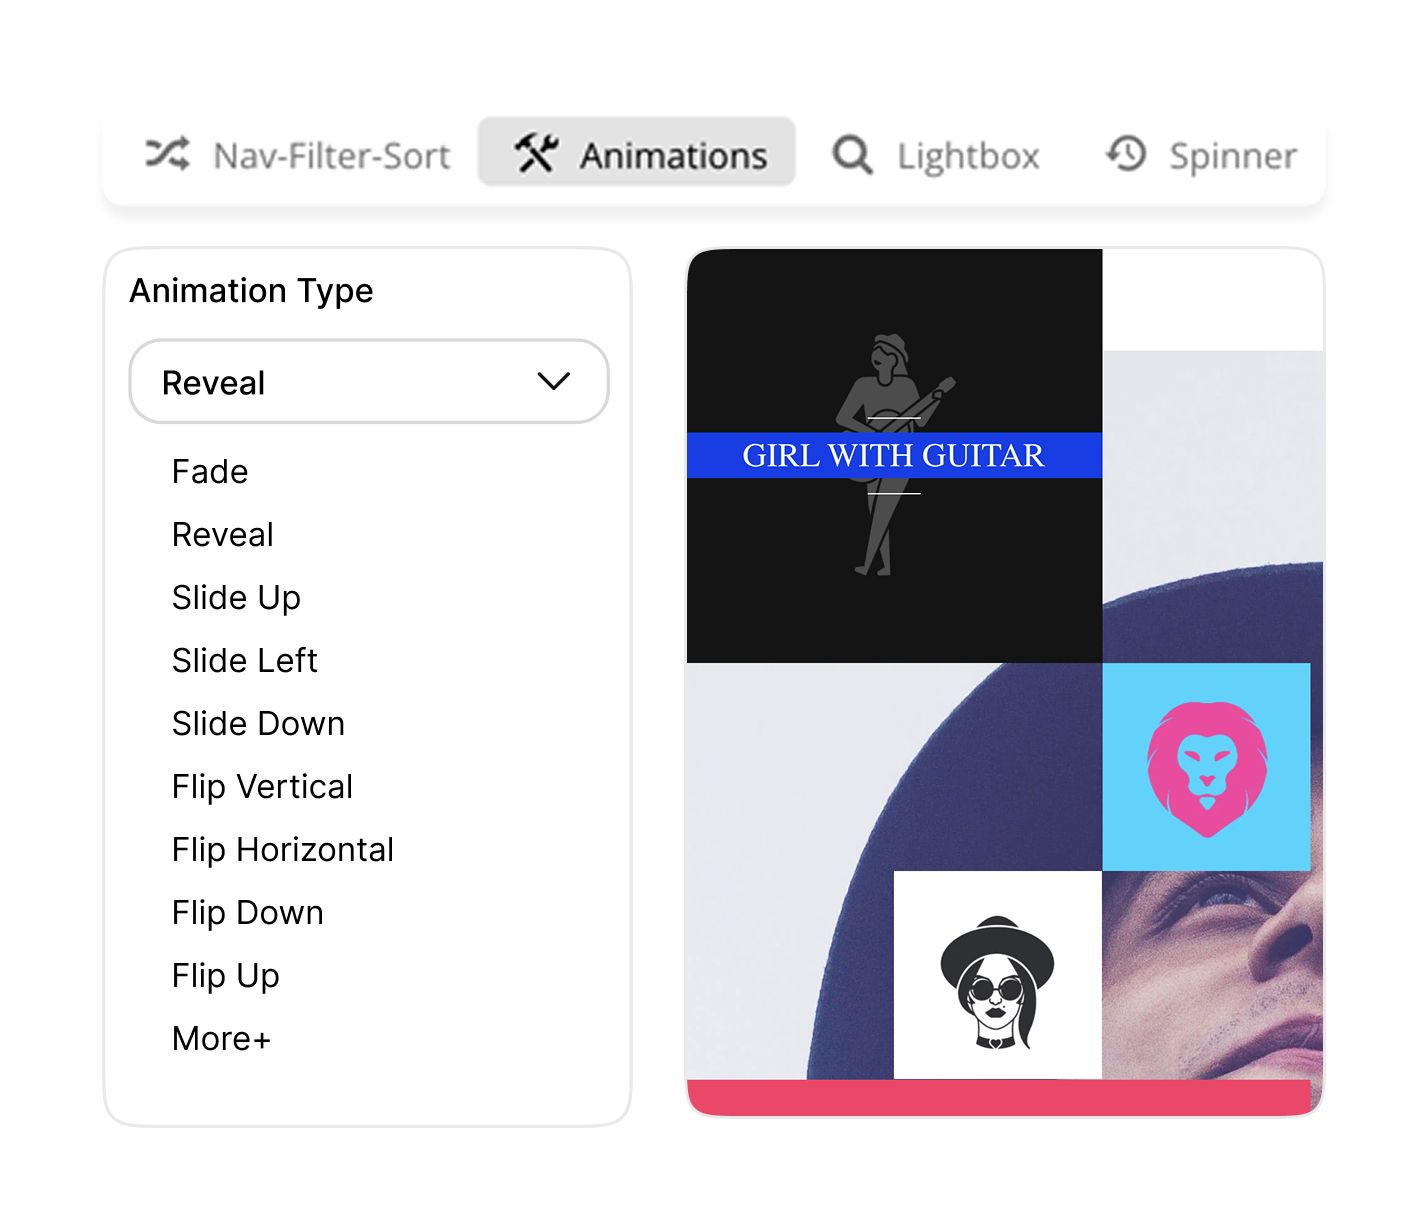 Nav-Filter-Sort
Animations
Lightbox
Spinner
Animation Type
Reveal
Fade
Reveal
Slide Up
Slide Left
Slide Down
Flip Vertical
Flip Horizontal
Flip Down
Flip Up
More+
GIRL WITH GUITAR